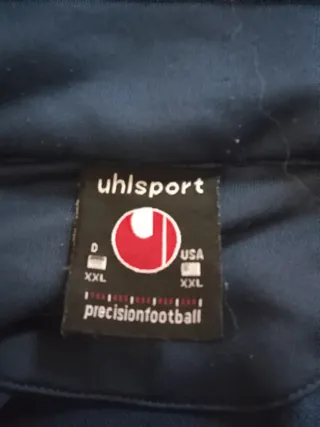 uhlsport
D USA
XXL XXL
precisionfootball